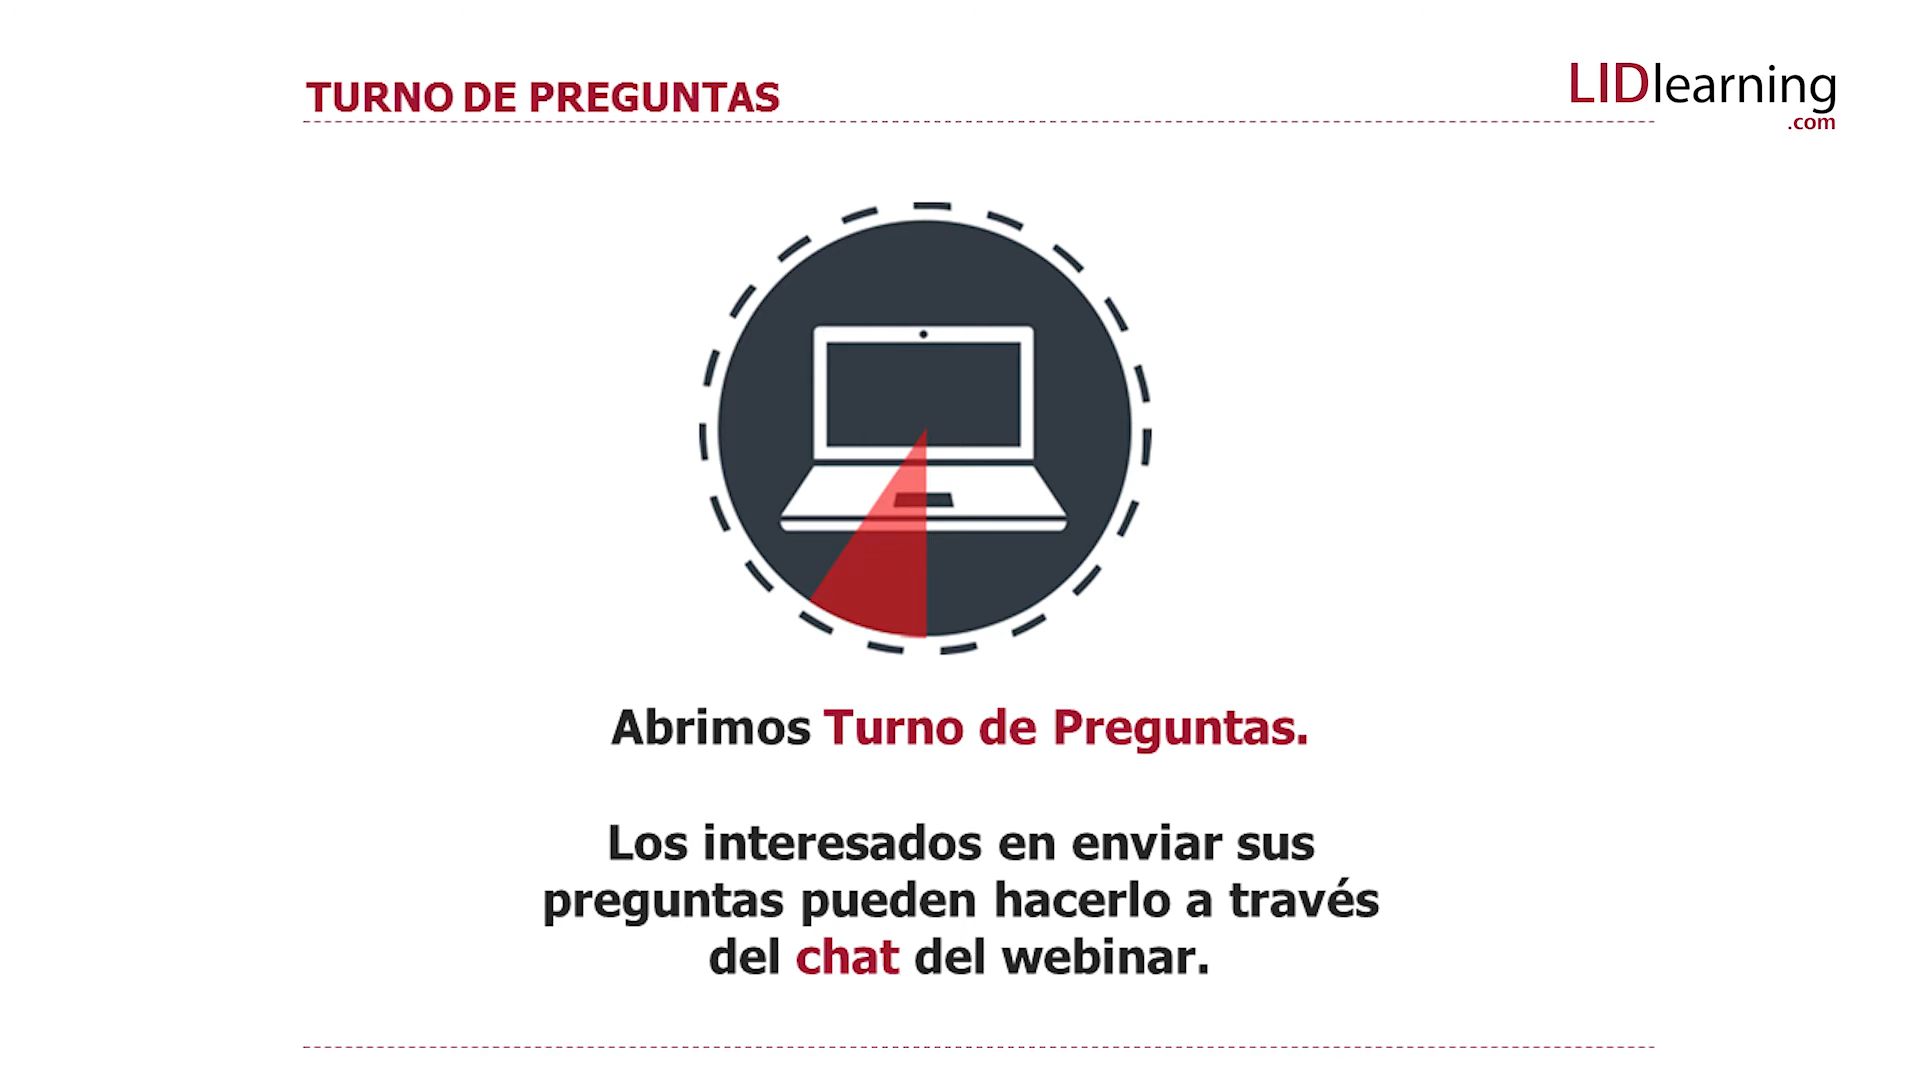 TURNO DE PREGUNTAS
LIDlearning
.com
Abrimos Turno de Preguntas.
Los interesados en enviar sus
preguntas pueden hacerlo a través
del chat del webinar.